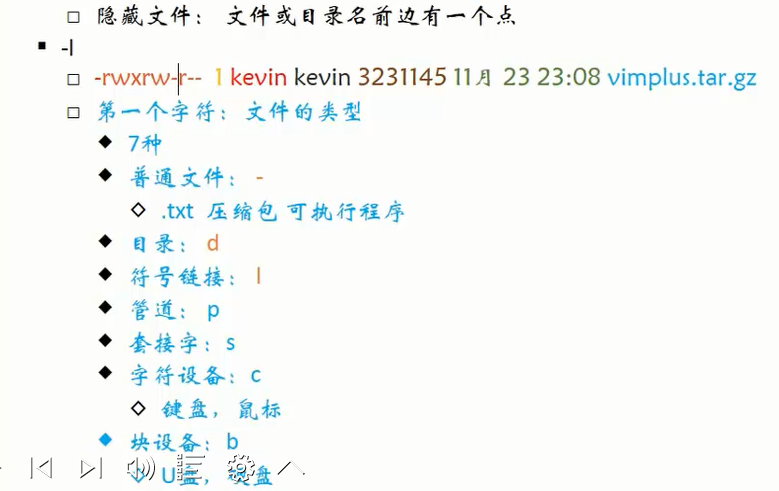 隐藏文件： 文件或目录名前边有一个点
-l
-rwxrw-r-- 1 kevin kevin 3231145 11月 23 23:08 vimplus.tar.gz
第一个字符：文件的类型
7种
普通文件： -
.txt 压缩包 可执行程序
目录： d
符号链接： l
管道： p
套接字：s
字符设备：c
键盘，鼠标
块设备：b
U盘，盘